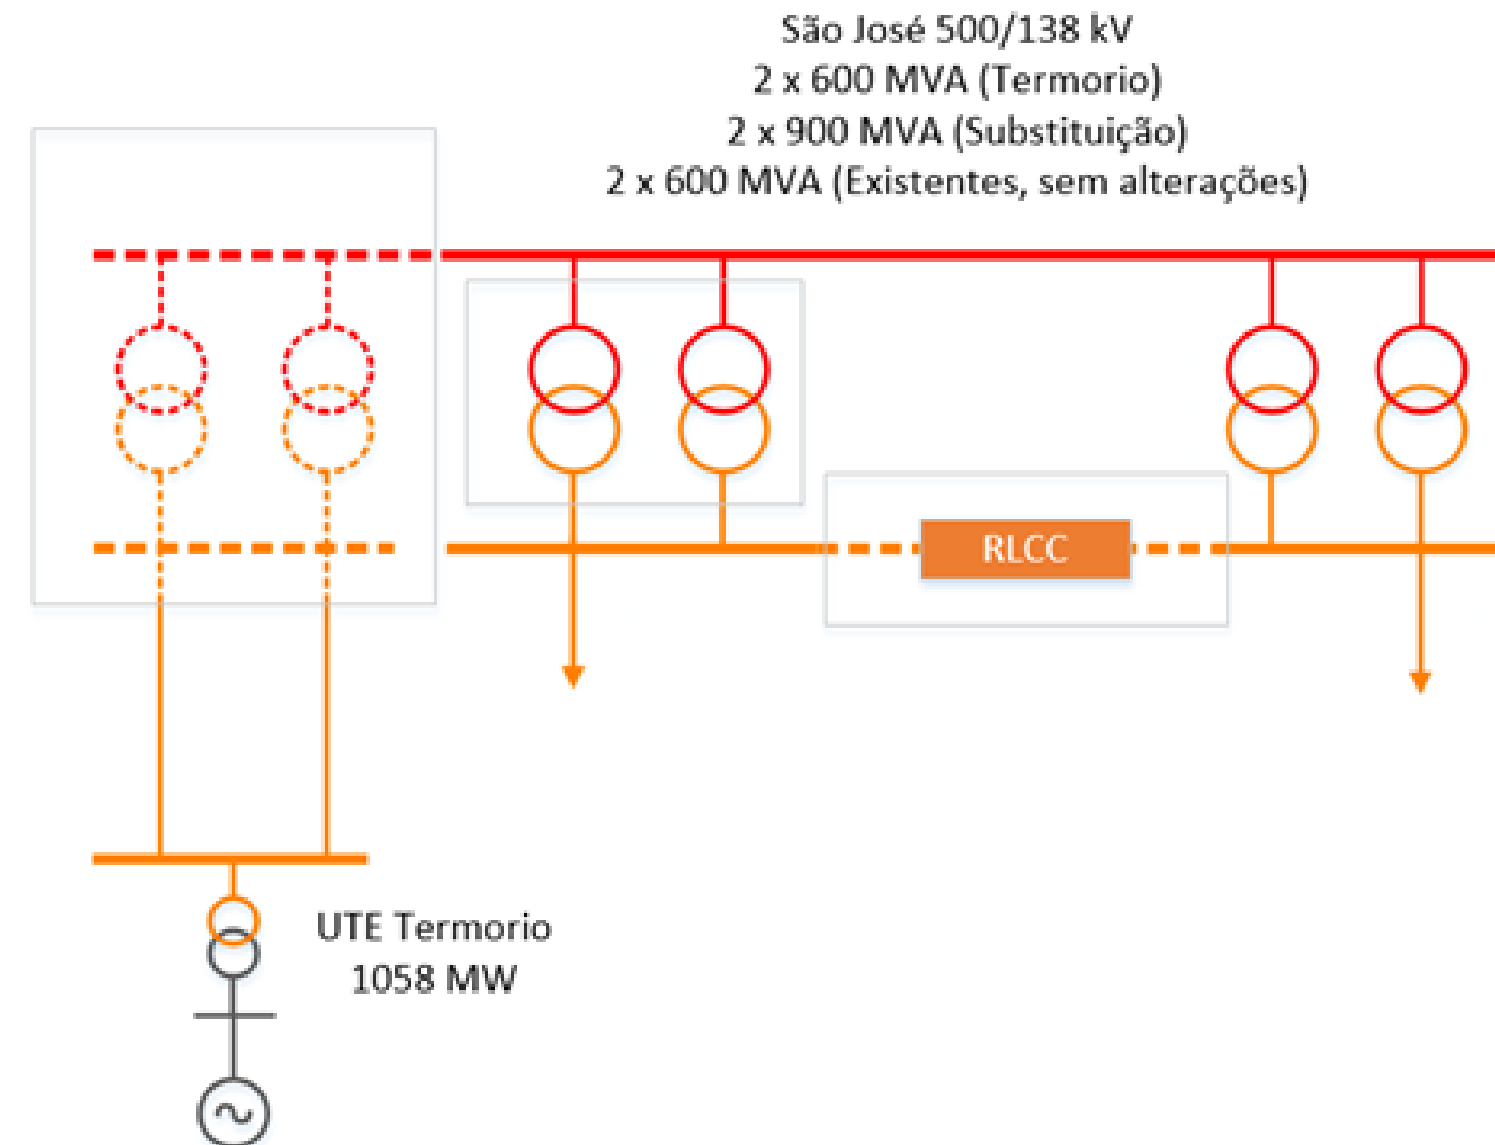 São José 500/138 kV
2 x 600 MVA (Termorio)
2 x 900 MVA (Substituição)
2 x 600 MVA (Existentes, sem alterações)
RLCC
UTE Termorio
1058 MW